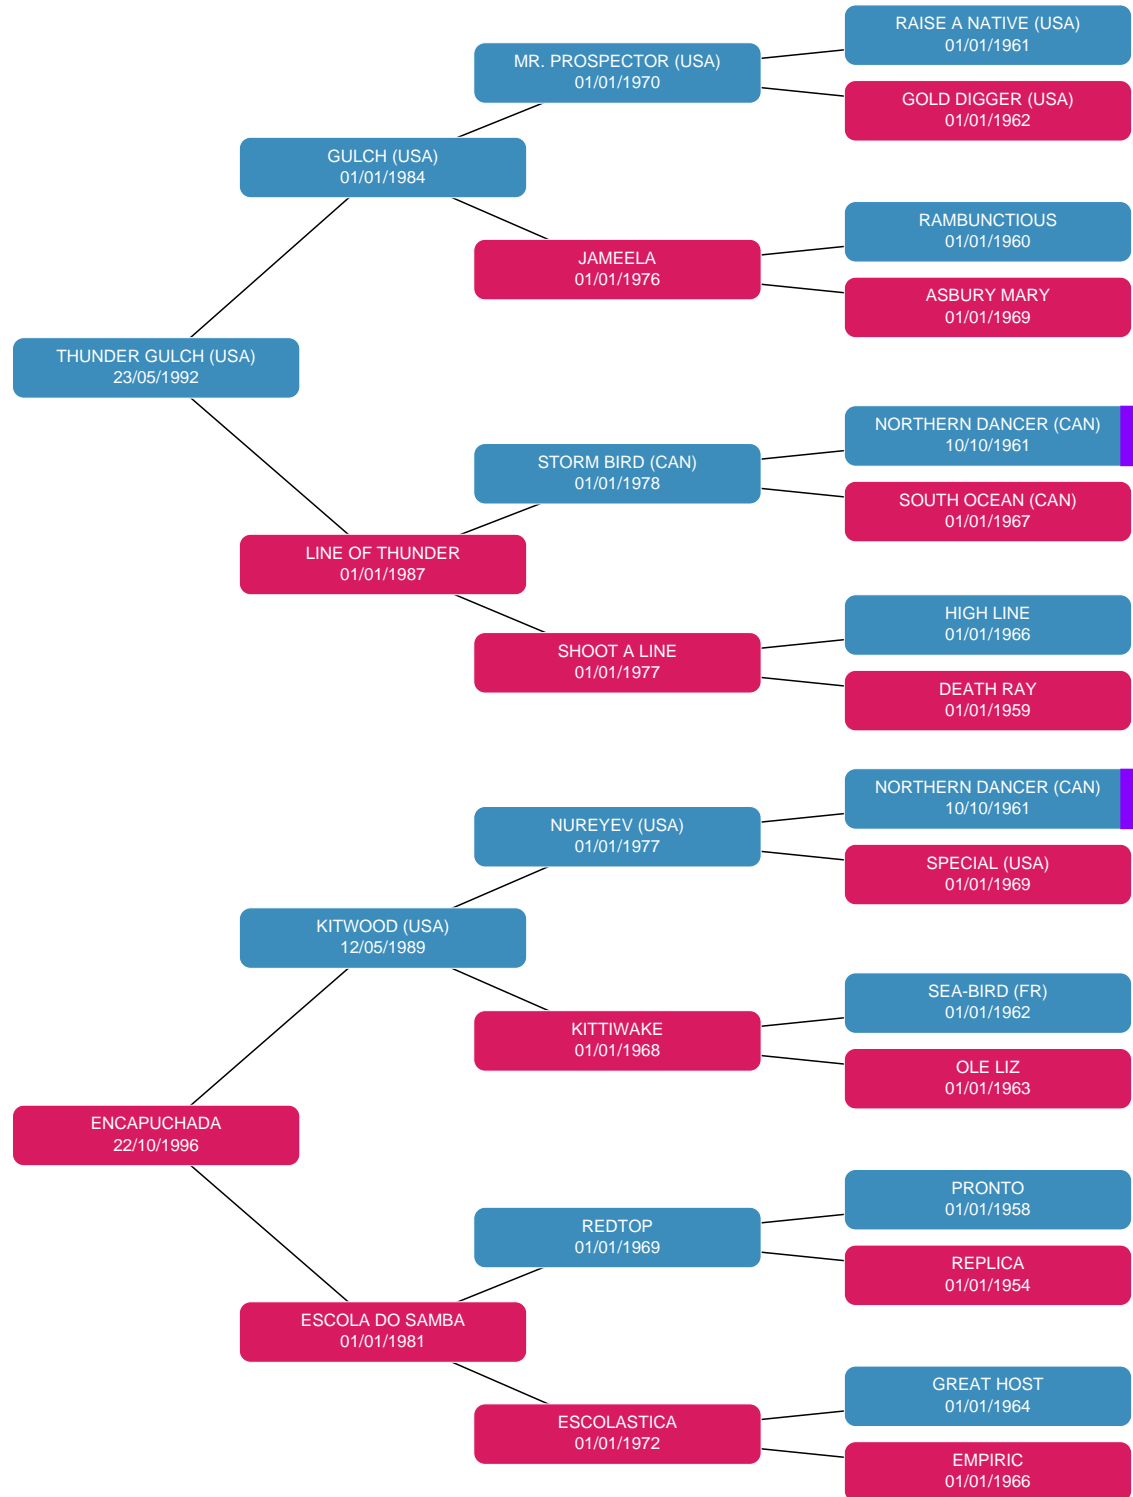 RAISE A NATIVE (USA)
01/01/1961
MR. PROSPECTOR (USA)
01/01/1970
GOLD DIGGER (USA)
01/01/1962
GULCH (USA)
01/01/1984
RAMBUNCTIOUS
01/01/1960
JAMEELA
01/01/1976
ASBURY MARY
01/01/1969
THUNDER GULCH (USA)
23/05/1992
NORTHERN DANCER (CAN)
10/10/1961
STORM BIRD (CAN)
01/01/1978
SOUTH OCEAN (CAN)
01/01/1967
LINE OF THUNDER
01/01/1987
HIGH LINE
01/01/1966
SHOOT A LINE
01/01/1977
DEATH RAY
01/01/1959
NORTHERN DANCER (CAN)
10/10/1961
NUREYEV (USA)
01/01/1977
SPECIAL (USA)
01/01/1969
KITWOOD (USA)
12/05/1989
SEA-BIRD (FR)
01/01/1962
KITTIWAKE
01/01/1968
OLE LIZ
01/01/1963
ENCAPUCHADA
22/10/1996
PRONTO
01/01/1958
REDTOP
01/01/1969
REPLICA
01/01/1954
ESCOLA DO SAMBA
01/01/1981
GREAT HOST
01/01/1964
ESCOLASTICA
01/01/1972
EMPIRIC
01/01/1966